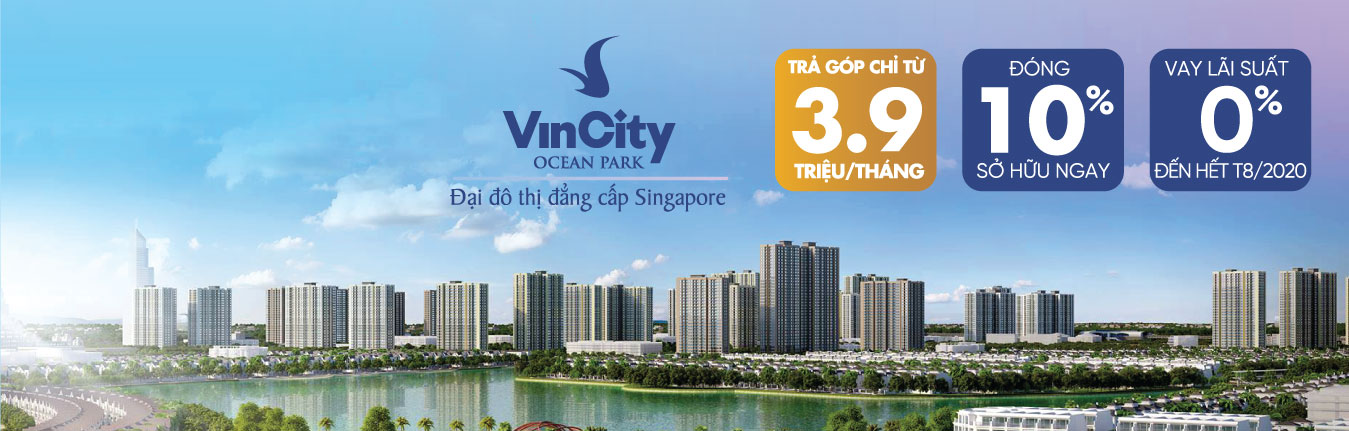 VinCity
OCEAN PARK
Đại đô thị đẳng cấp Singapore
TRẢ GÓP CHỈ TỪ
3.9
TRIỆU/THÁNG
ĐÓNG
10%
SỞ HỮU NGAY
VAY LÃI SUẤT
0%
ĐẾN HẾT T8/2020